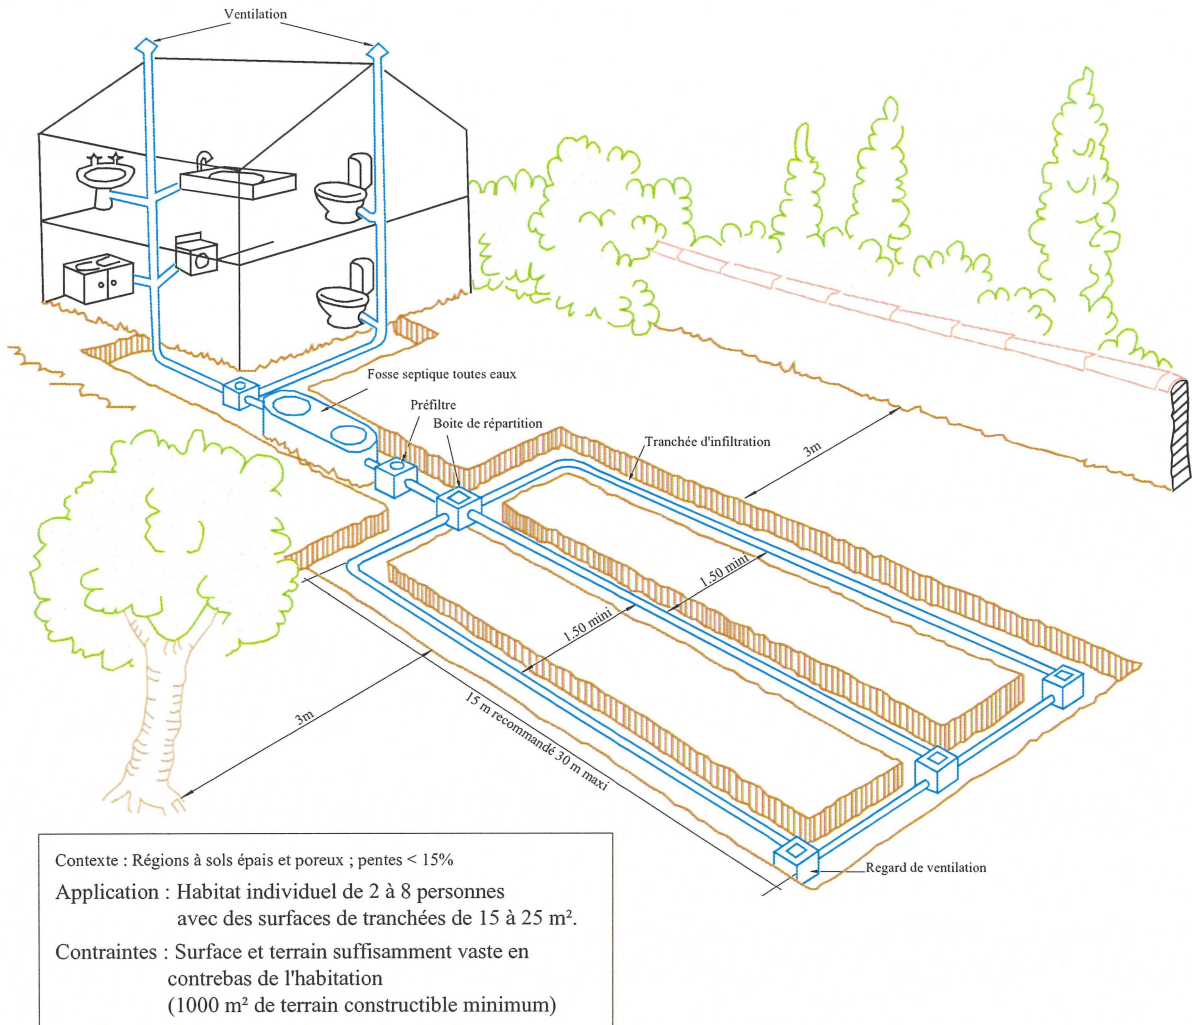 Ventilation
Fosse septique toutes eaux
Préfiltre
Boite de répartition
Tranchée d'infiltration
3m
1.50 mini
1.50 mini
3m
15 m recommandé 30 m maxi
Regard de ventilation
Contexte : Régions à sols épais et poreux ; pentes < 15%
Application : Habitat individuel de 2 à 8 personnes
avec des surfaces de tranchées de 15 à 25 m².
Contraintes : Surface et terrain suffisamment vaste en
contrebas de l'habitation
(1000 m² de terrain constructible minimum)